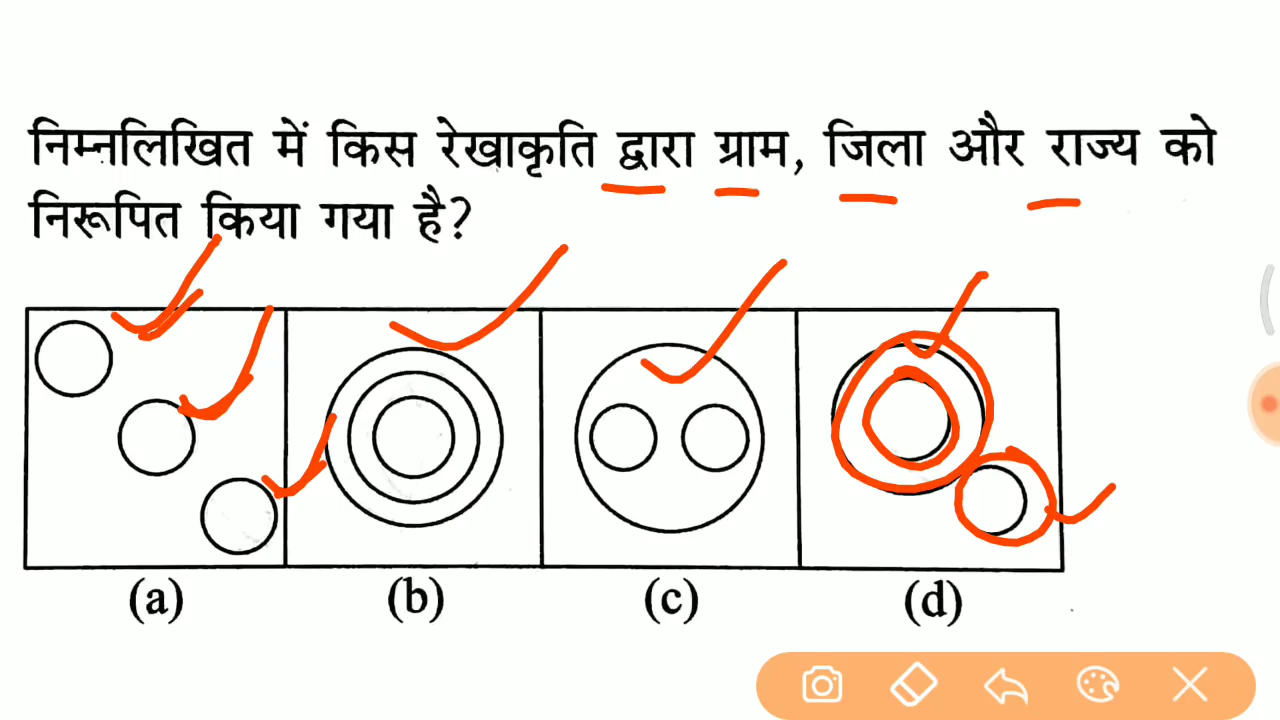 निम्नलिखित में किस रेखाकृति द्वारा ग्राम, जिला और राज्य को
निरूपित किया गया है?
(a) (b) (c) (d)